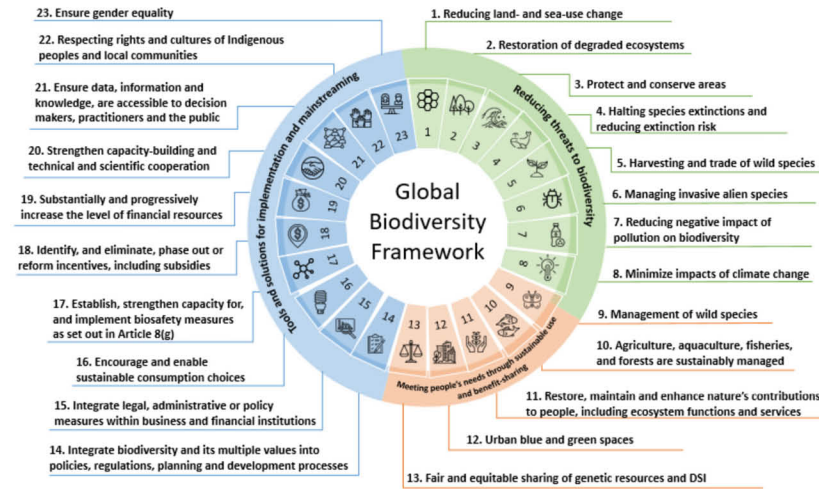 23. Ensure gender equality
22. Respecting rights and cultures of Indigenous
peoples and local communities
21. Ensure data, information and
knowledge, are accessible to decision
makers, practitioners and the public
20. Strengthen capacity-building and
technical and scientific cooperation
19. Substantially and progressively
increase the level of financial resources
18. Identify, and eliminate, phase out or
reform incentives, including subsidies
17. Establish, strengthen capacity for,
and implement biosafety measures
as set out in Article 8(g)
16. Encourage and enable
sustainable consumption choices
15. Integrate legal, administrative or policy
measures within business and financial institutions
14. Integrate biodiversity and its multiple values into
policies, regulations, planning and development processes
Tools and solutions for implementation and mainstreaming
Reducing threats to biodiversity
Meeting people's needs through sustainable use
and benefit-sharing
Global
Biodiversity
Framework
1
2
3
4
5
6
7
8
9
10
11
12
13
14
15
16
17
18
19
20
21
22
23
1. Reducing land- and sea-use change
2. Restoration of degraded ecosystems
3. Protect and conserve areas
4. Halting species extinctions and
reducing extinction risk
5. Harvesting and trade of wild species
6. Managing invasive alien species
7. Reducing negative impact of
pollution on biodiversity
8. Minimize impacts of climate change
9. Management of wild species
10. Agriculture, aquaculture, fisheries,
and forests are sustainably managed
11. Restore, maintain and enhance nature's contributions
to people, including ecosystem functions and services
12. Urban blue and green spaces
13. Fair and equitable sharing of genetic resources and DSI